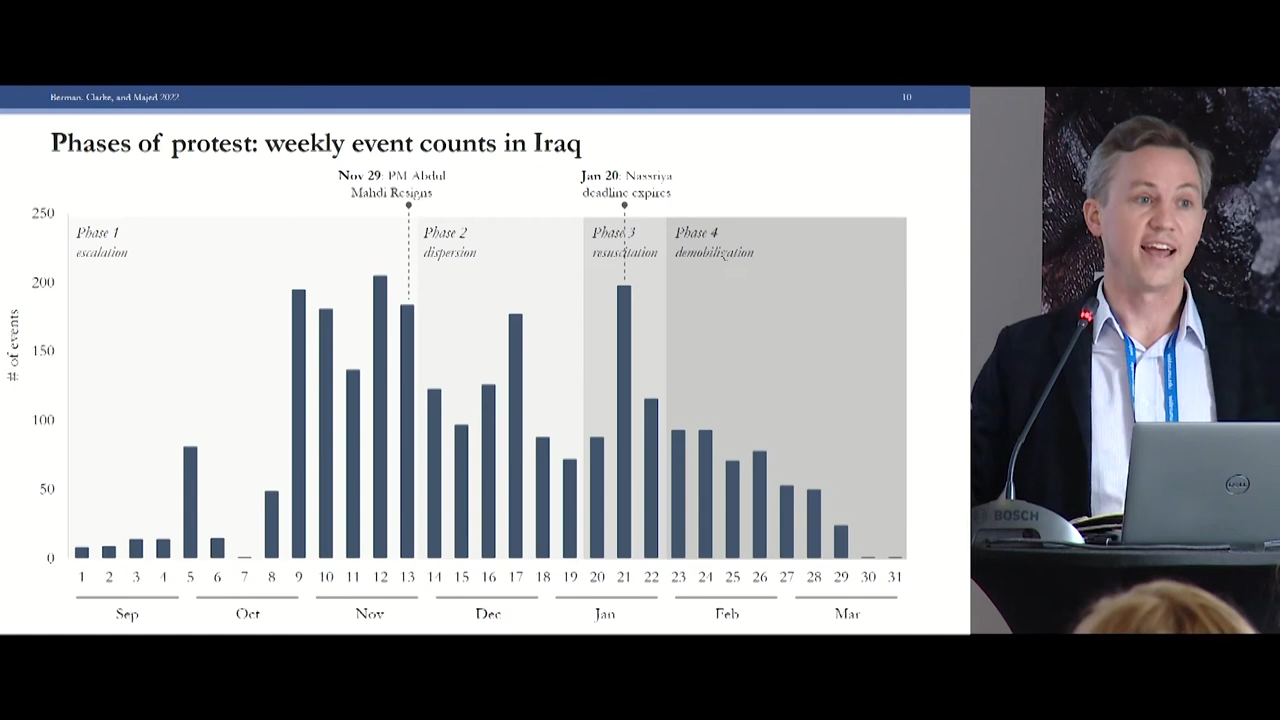 Berman, Clarke, and Majed 2022
10
Phases of protest: weekly event counts in Iraq
Nov 29: PM Abdul
Mahdi Resigns
Jan 20: Nassriya
deadline expires
250
200
150
100
50
0
# of events
Phase 1
escalation
Phase 2
dispersion
Phase 3
resuscitation
Phase 4
demobilization
1 2 3 4 5 6 7 8 9 10 11 12 13 14 15 16 17 18 19 20 21 22 23 24 25 26 27 28 29 30 31
Sep Oct Nov Dec Jan Feb Mar
BOSCH
DELL